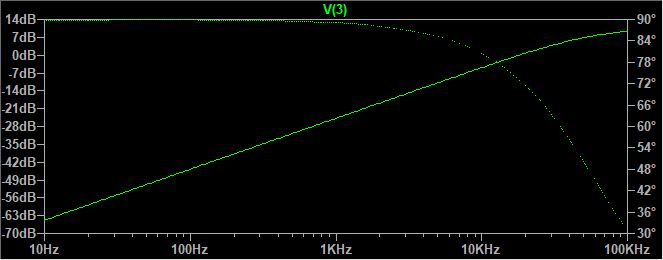 V(3)
14dB 90°
7dB 84°
0dB 78°
-7dB 72°
-14dB 66°
-21dB 60°
-28dB 54°
-35dB 48°
-42dB 42°
-49dB 36°
-56dB 30°
-63dB
-70dB
10Hz 100Hz 1KHz 10KHz 100KHz